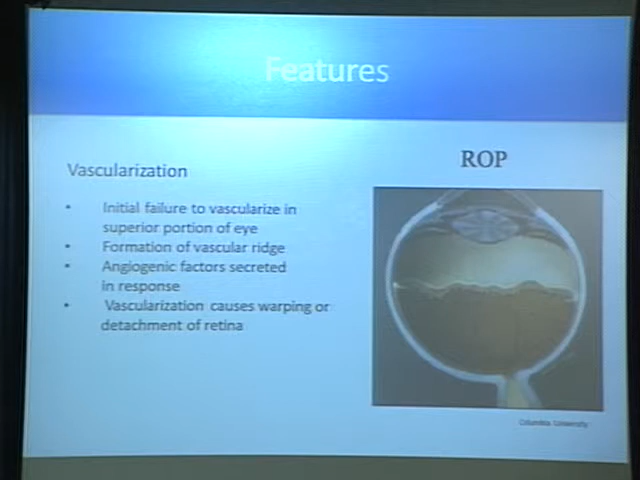 Features
Vascularization
• Initial failure to vascularize in
superior portion of eye
• Formation of vascular ridge
• Angiogenic factors secreted
in response
• Vascularization causes warping or
detachment of retina
ROP
Columbia University